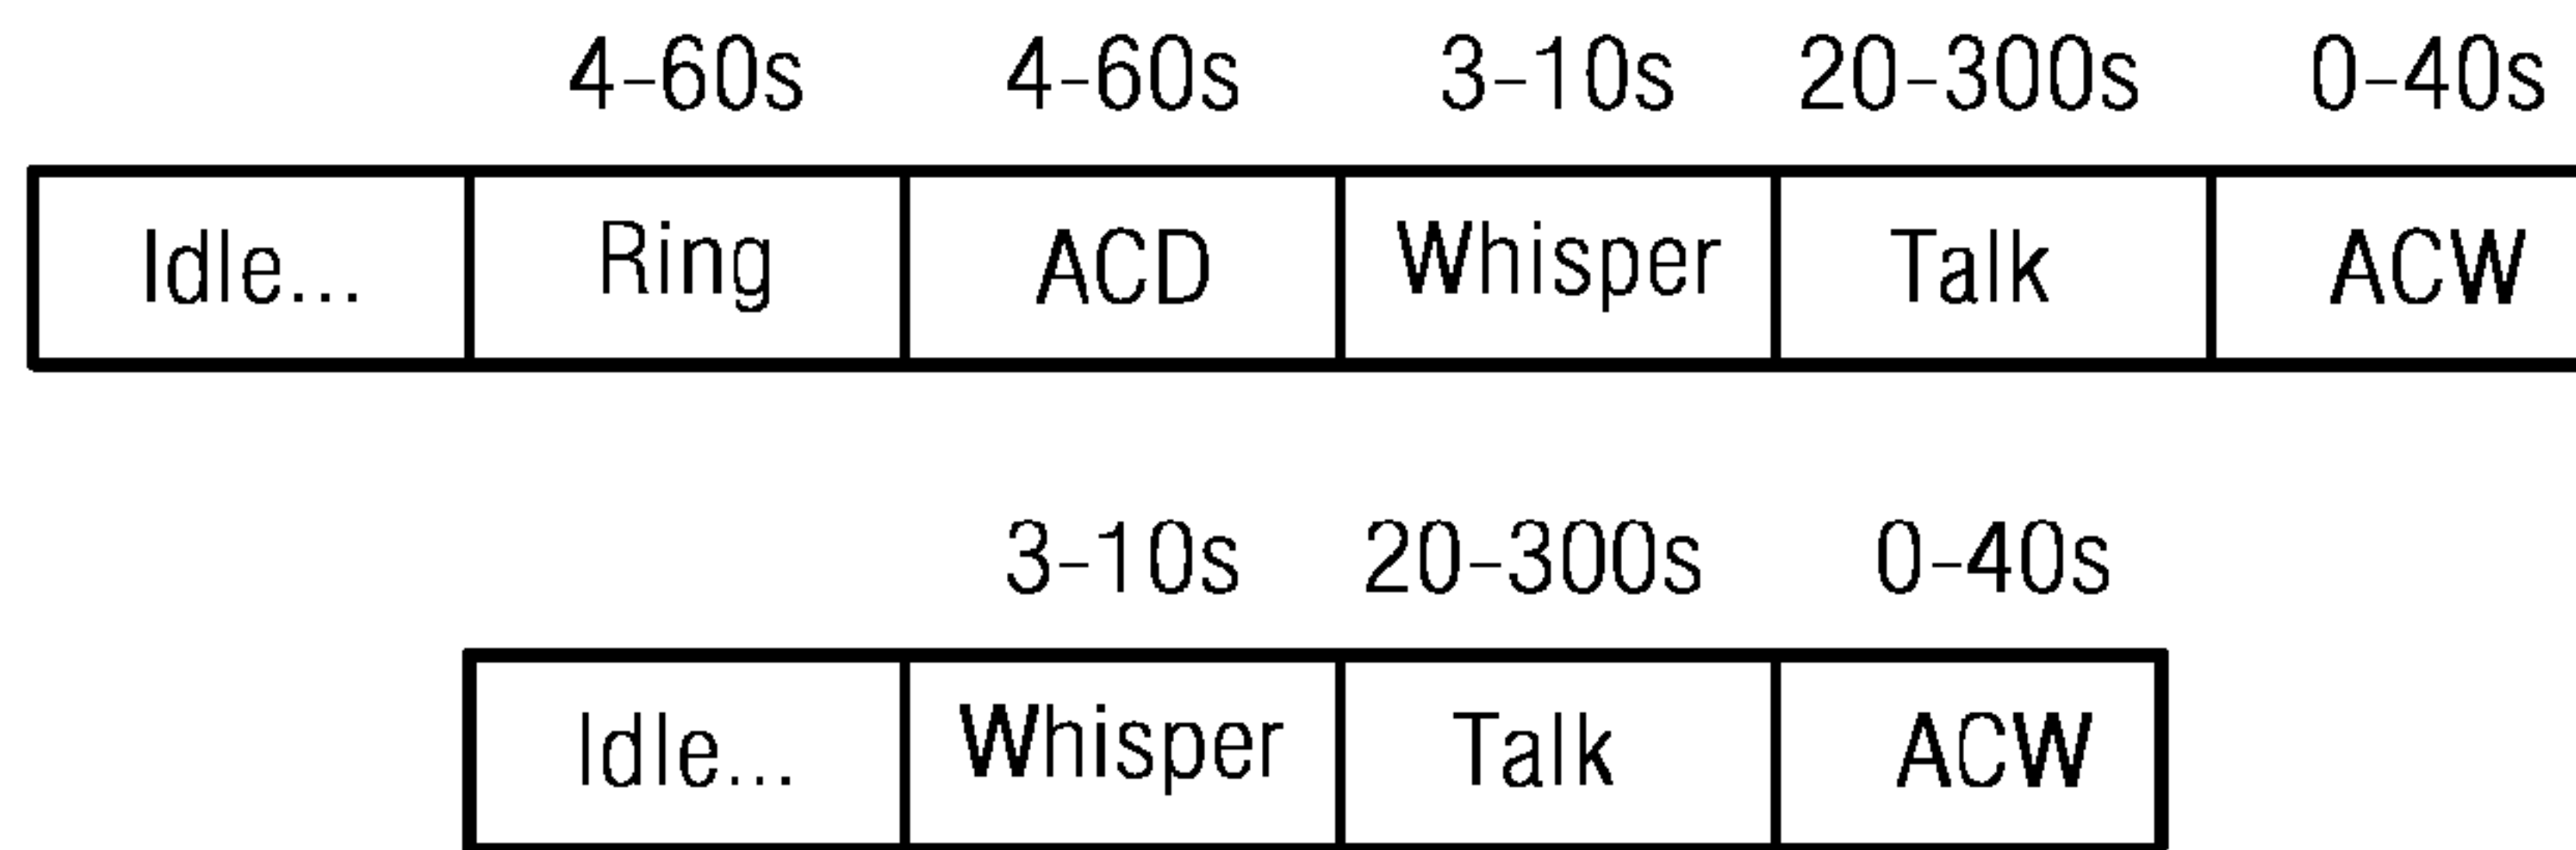 4-60s 4-60s 3-10s 20-300s 0-40s
Idle... Ring ACD Whisper Talk ACW
3-10s 20-300s 0-40s
Idle... Whisper Talk ACW